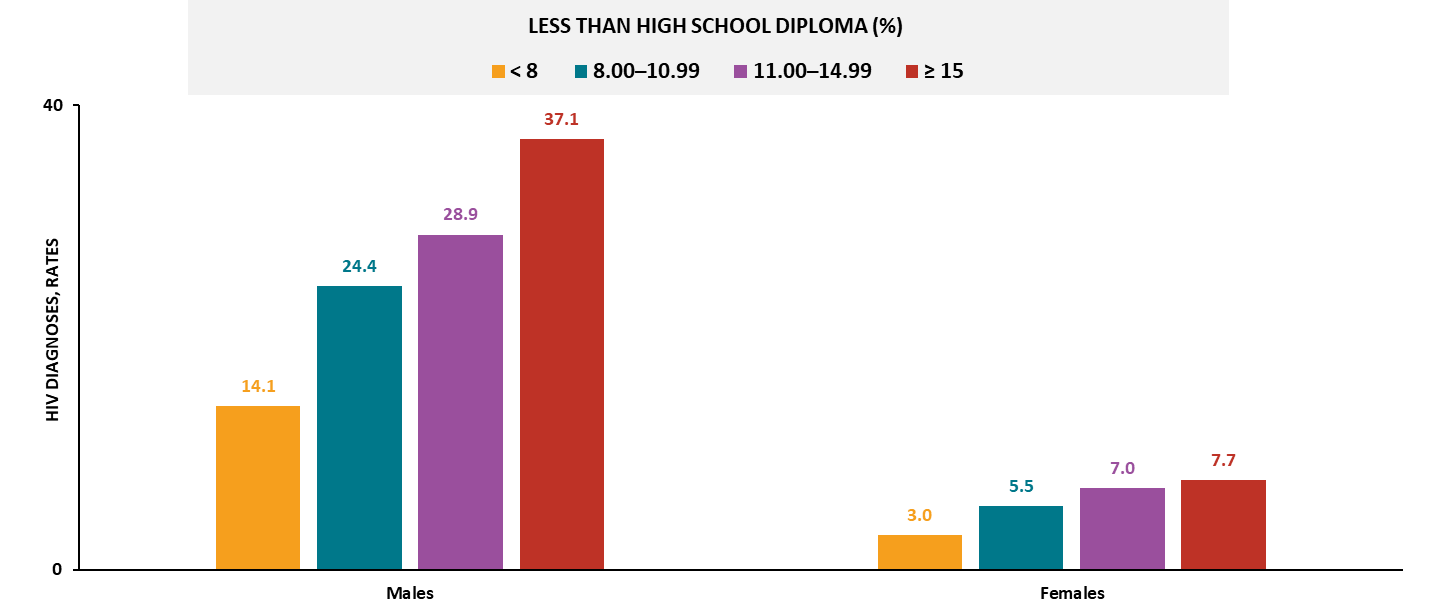 LESS THAN HIGH SCHOOL DIPLOMA (%)
< 8 8.00–10.99 11.00–14.99 ≥ 15
40
37.1
28.9
24.4
14.1
7.7
7.0
5.5
3.0
HIV DIAGNOSES, RATES
0
Males Females